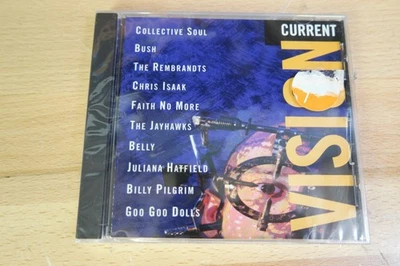 COLLECTIVE SOUL
BUSH
THE REMBRANDTS
CHRIS ISAAK
FAITH NO MORE
THE JAYHAWKS
BELLY
JULIANA HATFIELD
BILLY PILGRIM
GOO GOO DOLLS
CURRENT
VISION